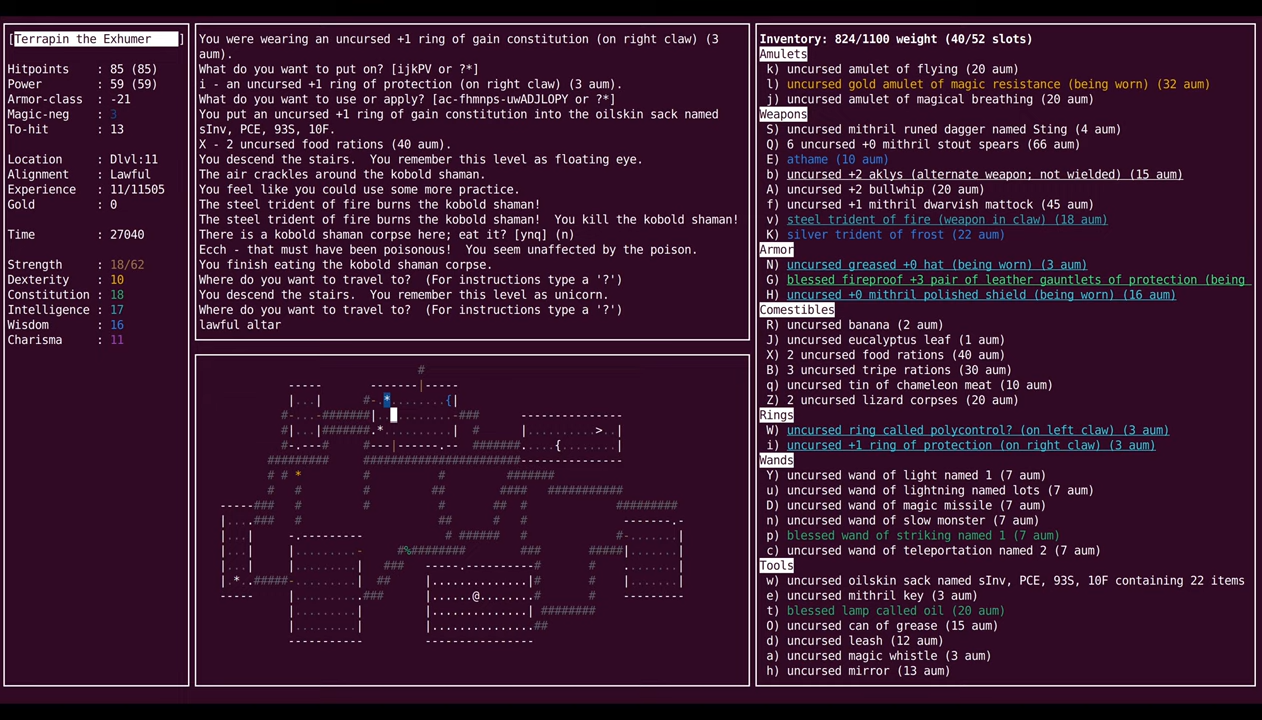 [Terrapin the Exhumer ]
Hitpoints : 85 (85)
Power : 59 (59)
Armor-class : -21
Magic-neg : 3
To-hit : 13
Location : Dlvl:11
Alignment : Lawful
Experience : 11/11505
Gold : 0
Time : 27040
Strength : 18/62
Dexterity : 10
Constitution : 18
Intelligence : 17
Wisdom : 16
Charisma : 11
You were wearing an uncursed +1 ring of gain constitution (on right claw) (3
aum).
What do you want to put on? [ijkPV or ?*]
i - an uncursed +1 ring of protection (on right claw) (3 aum).
What do you want to use or apply? [ac-fhmnps-uwADJLOPY or ?*]
You put an uncursed +1 ring of gain constitution into the oilskin sack named
sInv, PCE, 93S, 10F.
X - 2 uncursed food rations (40 aum).
You descend the stairs.  You remember this level as floating eye.
The air crackles around the kobold shaman.
You feel like you could use some more practice.
The steel trident of fire burns the kobold shaman!
The steel trident of fire burns the kobold shaman!  You kill the kobold shaman!
There is a kobold shaman corpse here; eat it? [ynq] (n)
Ecch - that must have been poisonous!  You seem unaffected by the poison.
You finish eating the kobold shaman corpse.
Where do you want to travel to?  (For instructions type a '?')
You descend the stairs.  You remember this level as unicorn.
Where do you want to travel to?  (For instructions type a '?')
lawful altar
Inventory: 824/1100 weight (40/52 slots)
Amulets
k) uncursed amulet of flying (20 aum)
l) uncursed gold amulet of magic resistance (being worn) (32 aum)
j) uncursed amulet of magical breathing (20 aum)
Weapons
S) uncursed mithril runed dagger named Sting (4 aum)
Q) 6 uncursed +0 mithril stout spears (66 aum)
E) athame (10 aum)
b) uncursed +2 aklys (alternate weapon; not wielded) (15 aum)
A) uncursed +2 bullwhip (20 aum)
f) uncursed +1 mithril dwarvish mattock (45 aum)
v) steel trident of fire (weapon in claw) (18 aum)
K) silver trident of frost (22 aum)
Armor
N) uncursed greased +0 hat (being worn) (3 aum)
G) blessed fireproof +3 pair of leather gauntlets of protection (being
H) uncursed +0 mithril polished shield (being worn) (16 aum)
Comestibles
R) uncursed banana (2 aum)
J) uncursed eucalyptus leaf (1 aum)
X) 2 uncursed food rations (40 aum)
B) 3 uncursed tripe rations (30 aum)
q) uncursed tin of chameleon meat (10 aum)
Z) 2 uncursed lizard corpses (20 aum)
Rings
W) uncursed ring called polycontrol? (on left claw) (3 aum)
i) uncursed +1 ring of protection (on right claw) (3 aum)
Wands
Y) uncursed wand of light named 1 (7 aum)
u) uncursed wand of lightning named lots (7 aum)
D) uncursed wand of magic missile (7 aum)
n) uncursed wand of slow monster (7 aum)
p) blessed wand of striking named 1 (7 aum)
c) uncursed wand of teleportation named 2 (7 aum)
Tools
w) uncursed oilskin sack named sInv, PCE, 93S, 10F containing 22 items
e) uncursed mithril key (3 aum)
t) blessed lamp called oil (20 aum)
O) uncursed can of grease (15 aum)
d) uncursed leash (12 aum)
a) uncursed magic whistle (3 aum)
h) uncursed mirror (13 aum)